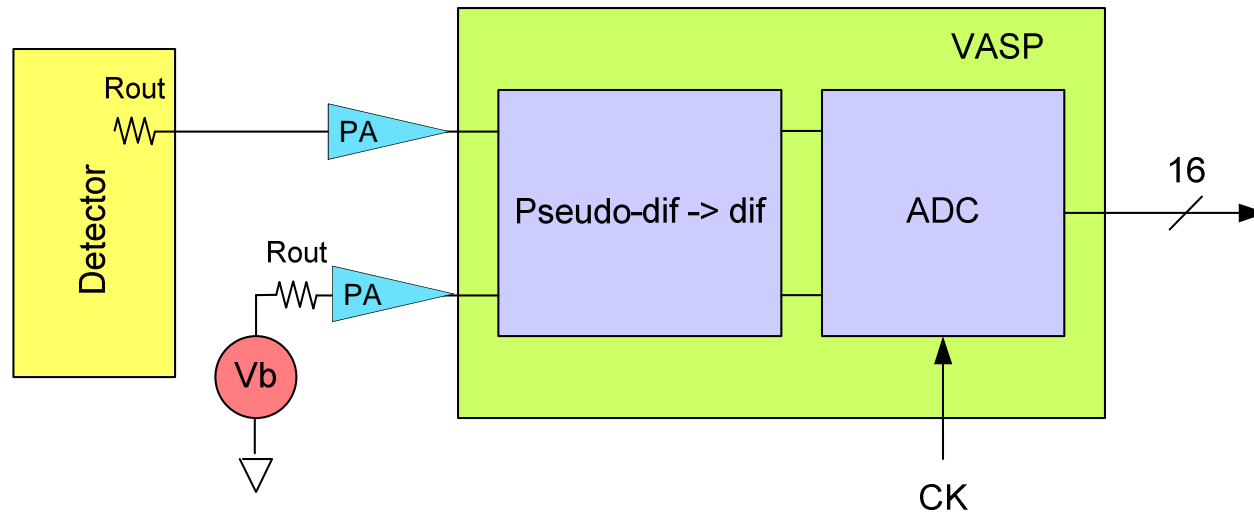 VASP
Rout
PA
Detector
Pseudo-dif -> dif
ADC
16
Rout
PA
Vb
CK